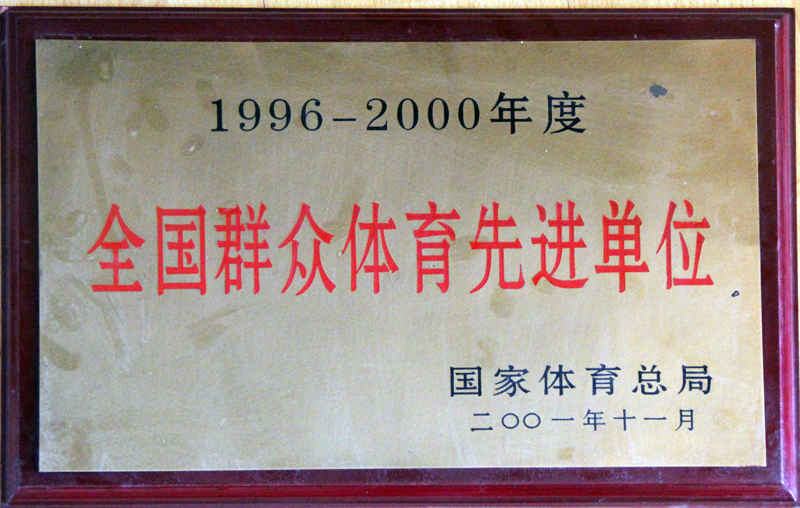 1996-2000年度
全国群众体育先进单位
国家体育总局
二〇〇一年十一月